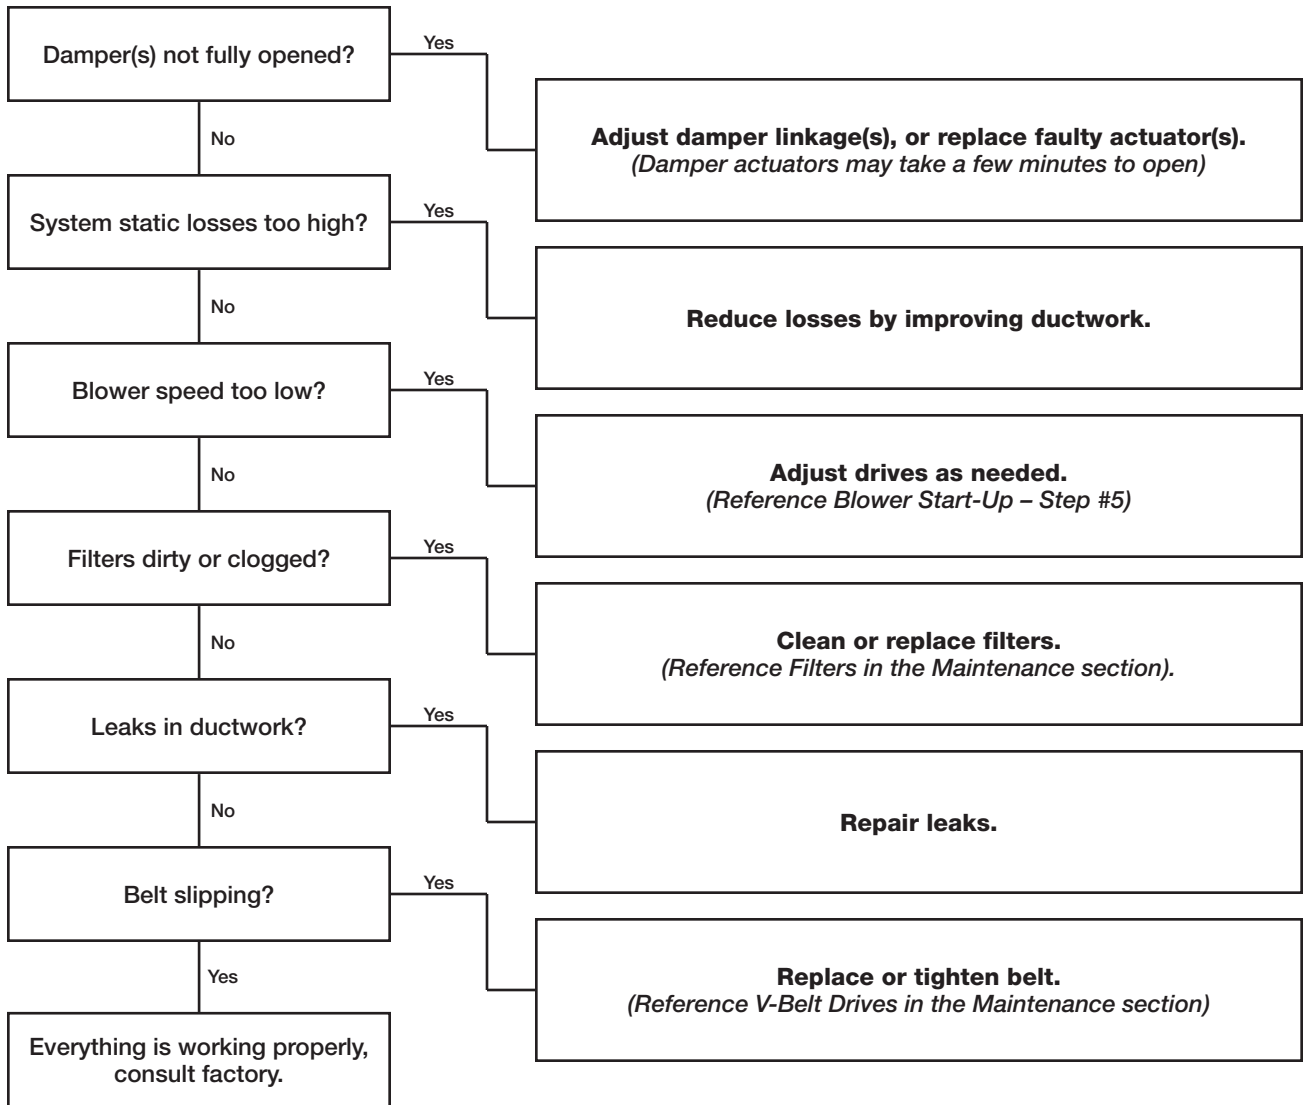 Damper(s) not fully opened?
Yes
Adjust damper linkage(s), or replace faulty actuator(s).
(Damper actuators may take a few minutes to open)
No
System static losses too high?
Yes
Reduce losses by improving ductwork.
No
Blower speed too low?
Yes
Adjust drives as needed.
(Reference Blower Start-Up – Step #5)
No
Filters dirty or clogged?
Yes
Clean or replace filters.
(Reference Filters in the Maintenance section).
No
Leaks in ductwork?
Yes
Repair leaks.
No
Belt slipping?
Yes
Replace or tighten belt.
(Reference V-Belt Drives in the Maintenance section)
Yes
Everything is working properly,
consult factory.